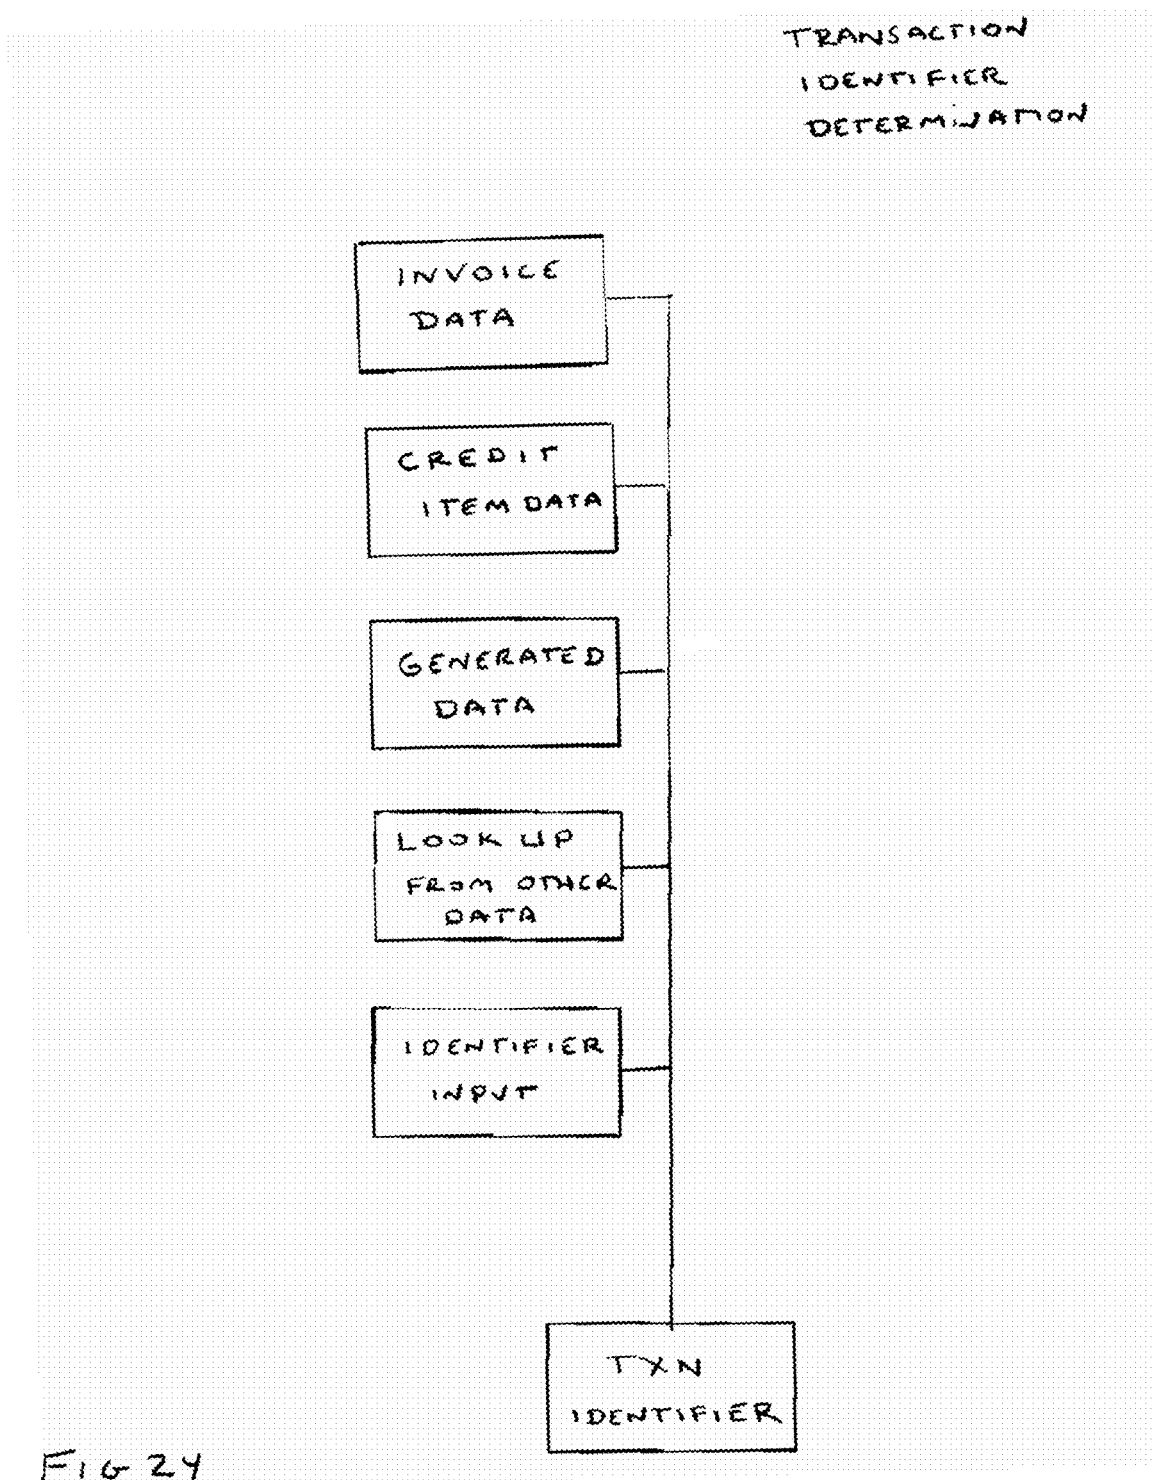 TRANSACTION
IDENTIFIER
DETERMINATION
INVOICE
DATA
CREDIT
ITEM DATA
GENERATED
DATA
LOOK UP
FROM OTHER
DATA
IDENTIFIER
INPUT
TXN
IDENTIFIER
FIG 24